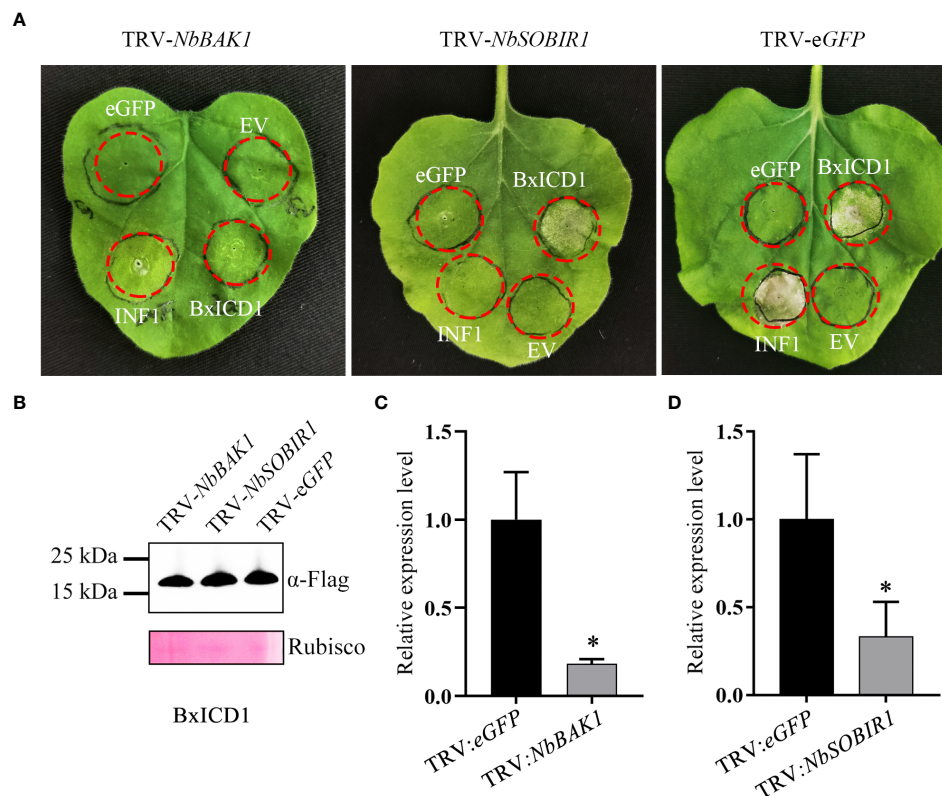 A
TRV-NbBAK1
TRV-NbSOBIR1
TRV-eGFP
eGFP
EV
INF1
BxICD1
eGFP
BxICD1
INF1
EV
eGFP
BxICD1
INF1
EV
B
TRV-NbBAK1
TRV-NbSOBIR1
TRV-eGFP
25 kDa
15 kDa
α-Flag
Rubisco
BxICD1
C
Relative expression level
1.5
1.0
0.5
0.0
*
TRV:eGFP
TRV:NbBAK1
D
Relative expression level
1.5
1.0
0.5
0.0
*
TRV:eGFP
TRV:NbSOBIR1